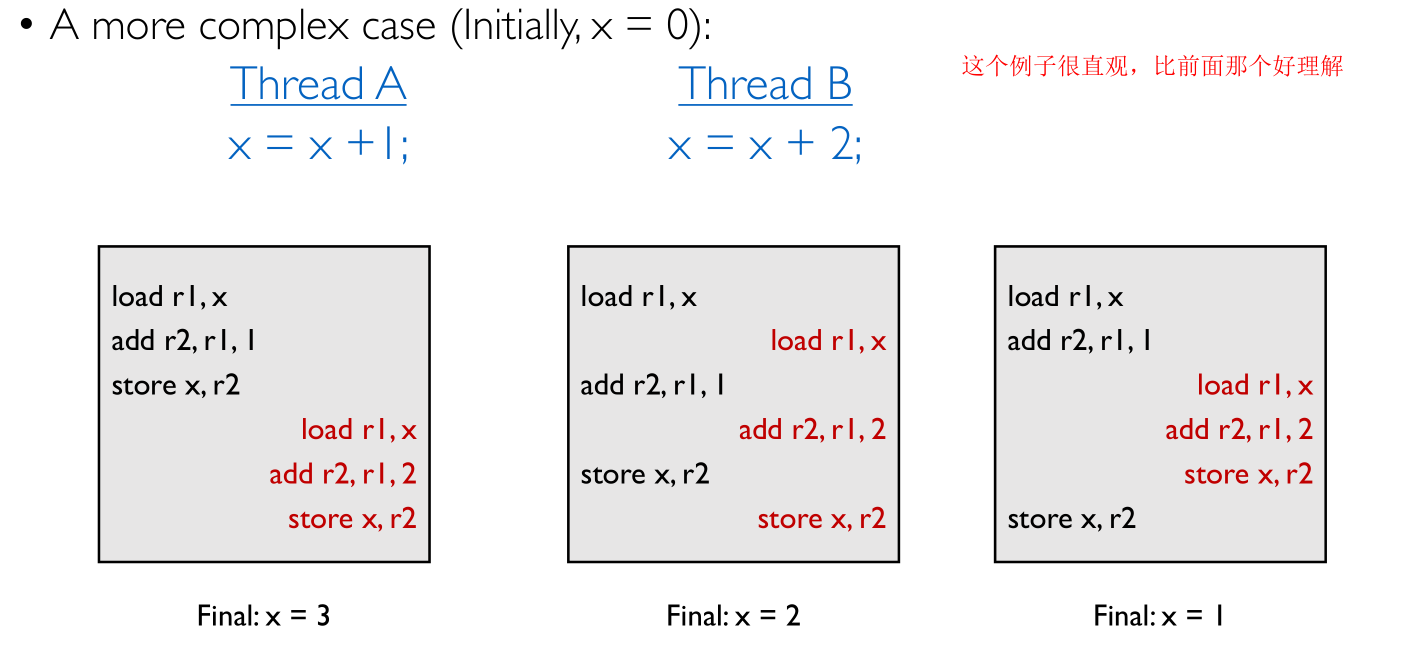 • A more complex case (Initially, x = 0):
这个例子很直观，比前面那个好理解
Thread A
x = x +1;
Thread B
x = x + 2;
load r1, x
add r2, r1, 1
store x, r2
load r1, x
add r2, r1, 2
store x, r2
Final: x = 3
load r1, x
load r1, x
add r2, r1, 1
add r2, r1, 2
store x, r2
store x, r2
Final: x = 2
load r1, x
add r2, r1, 1
load r1, x
add r2, r1, 2
store x, r2
store x, r2
Final: x = 1